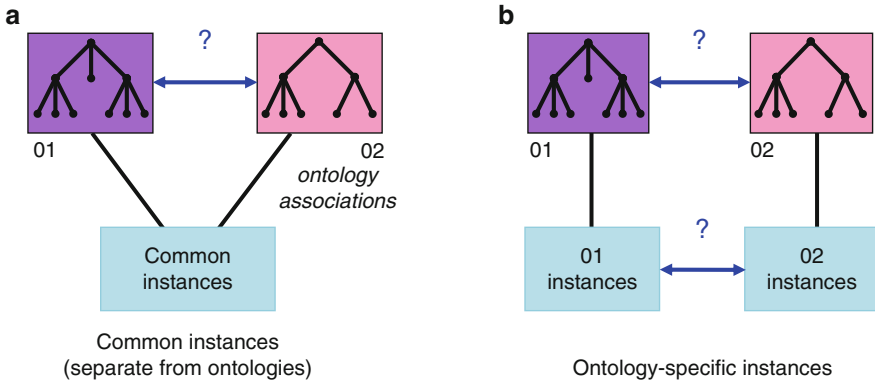 a
?
01
02
ontology
associations
Common
instances
Common instances
(separate from ontologies)
b
?
01
02
?
01
instances
02
instances
Ontology-specific instances